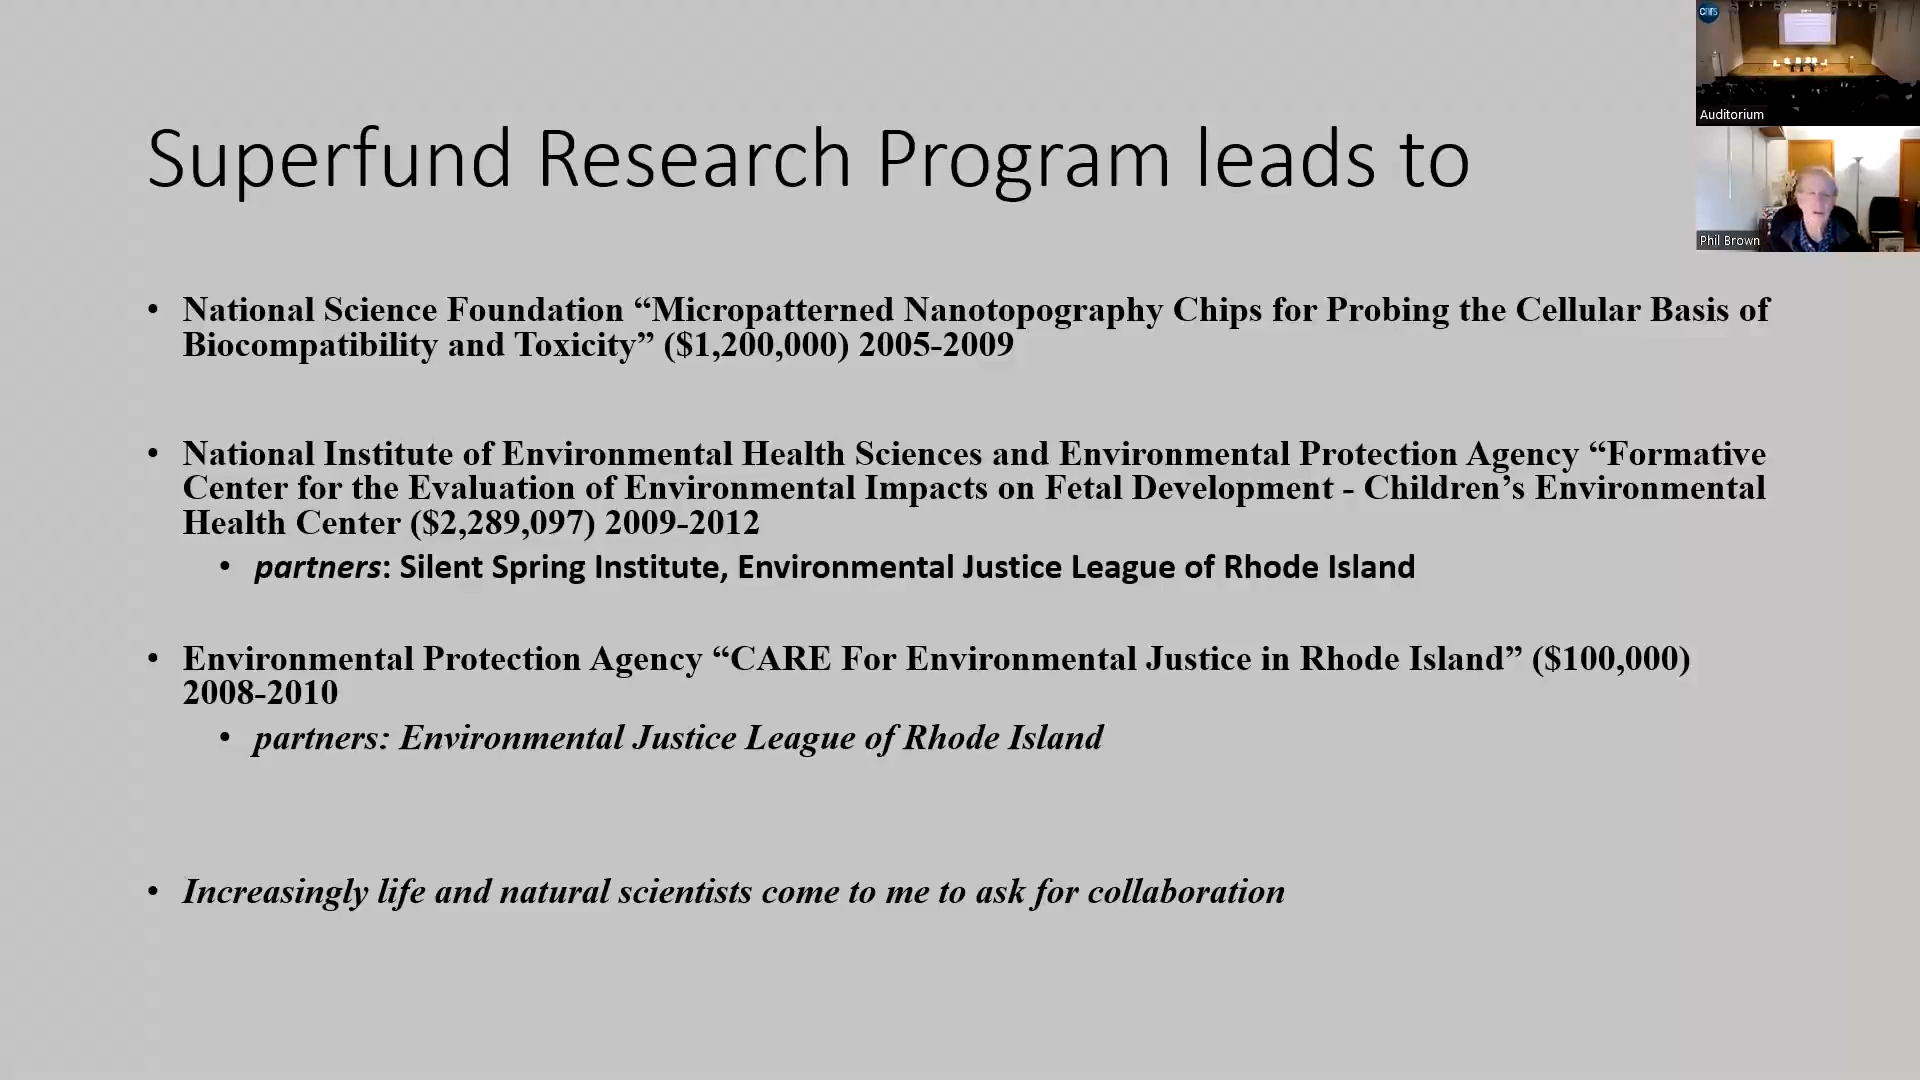 Superfund Research Program leads to
cnrs
Auditorium
Phil Brown
• National Science Foundation “Micropatterned Nanotopography Chips for Probing the Cellular Basis of
Biocompatibility and Toxicity” ($1,200,000) 2005-2009
• National Institute of Environmental Health Sciences and Environmental Protection Agency “Formative
Center for the Evaluation of Environmental Impacts on Fetal Development - Children’s Environmental
Health Center ($2,289,097) 2009-2012
• partners: Silent Spring Institute, Environmental Justice League of Rhode Island
• Environmental Protection Agency “CARE For Environmental Justice in Rhode Island” ($100,000)
2008-2010
• partners: Environmental Justice League of Rhode Island
• Increasingly life and natural scientists come to me to ask for collaboration